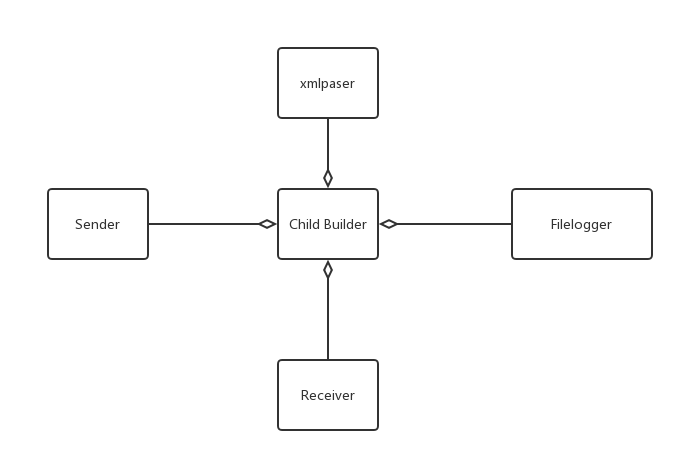 xmlpaser
Sender
Child Builder
Filelogger
Receiver